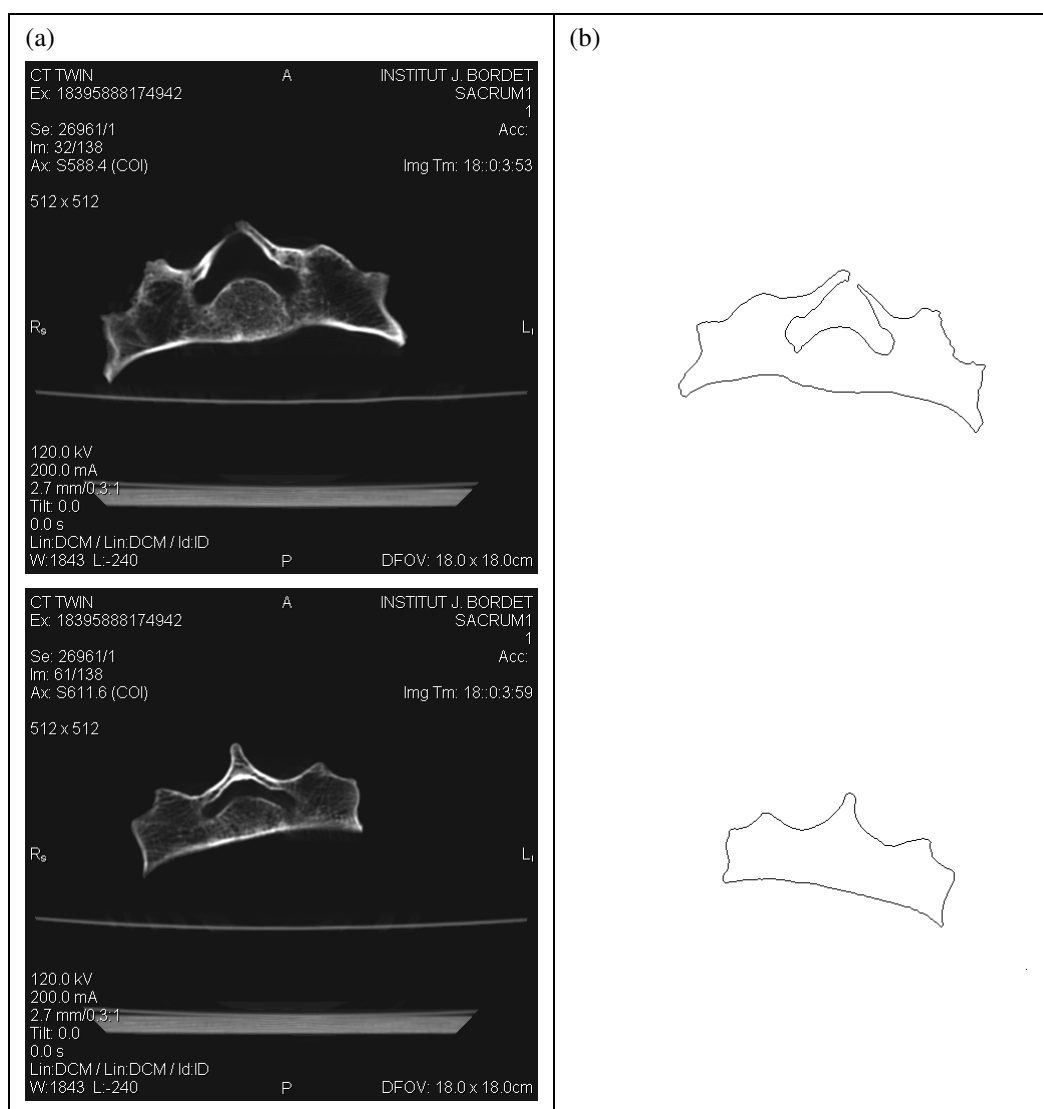 (a)
(b)
CT TWIN A INSTITUT J. BORDET
Ex: 18395888174942 SACRUM1
1
Se: 26961/1 Acc:
Im: 32/138
Ax: S588.4 (COI) Img Tm: 18::0:3:53
512 x 512
120.0 kV
200.0 mA
2.7 mm/0.3:1
Tilt: 0.0
0.0 s
Lin:DCM / Lin:DCM / Id:ID
W:1843 L:-240 P DFOV: 18.0 x 18.0cm
CT TWIN A INSTITUT J. BORDET
Ex: 18395888174942 SACRUM1
1
Se: 26961/1 Acc:
Im: 61/138
Ax: S611.6 (COI) Img Tm: 18::0:3:59
512 x 512
120.0 kV
200.0 mA
2.7 mm/0.3:1
Tilt: 0.0
0.0 s
Lin:DCM / Lin:DCM / Id:ID
W:1843 L:-240 P DFOV: 18.0 x 18.0cm